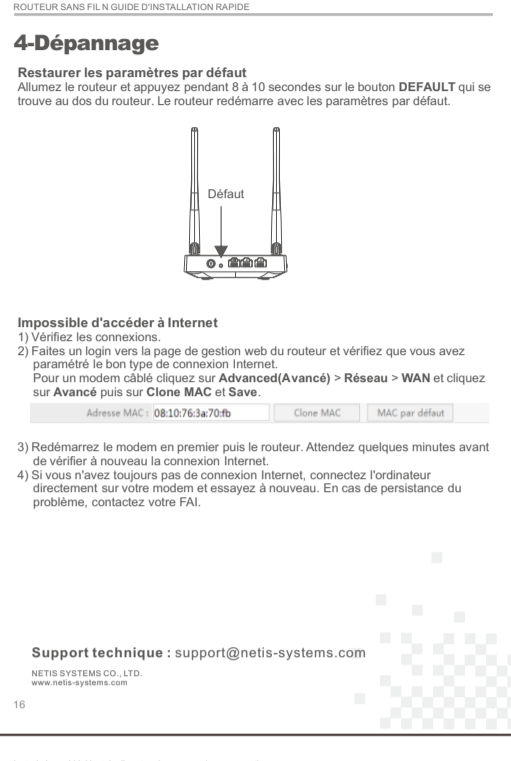 ROUTEUR SANS FIL N GUIDE D'INSTALLATION RAPIDE
4-Dépannage
Restaurer les paramètres par défaut
Allumez le routeur et appuyez pendant 8 à 10 secondes sur le bouton DEFAULT qui se
trouve au dos du routeur. Le routeur redémarre avec les paramètres par défaut.
Défaut
Impossible d'accéder à Internet
1) Vérifiez les connexions.
2) Faites un login vers la page de gestion web du routeur et vérifiez que vous avez
paramétré le bon type de connexion Internet.
Pour un modem câblé cliquez sur Advanced(Avancé) > Réseau > WAN et cliquez
sur Avancé puis sur Clone MAC et Save.
Adresse MAC : 08:10:76:3a:70:fb Clone MAC MAC par défaut
3) Redémarrez le modem en premier puis le routeur. Attendez quelques minutes avant
de vérifier à nouveau la connexion Internet.
4) Si vous n'avez toujours pas de connexion Internet, connectez l'ordinateur
directement sur votre modem et essayez à nouveau. En cas de persistance du
problème, contactez votre FAI.
Support technique : support@netis-systems.com
NETIS SYSTEMS CO., LTD.
www.netis-systems.com
16